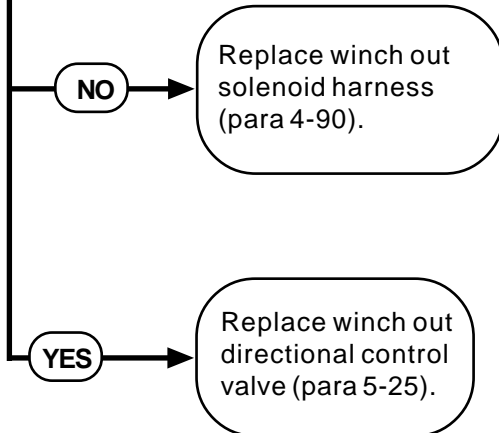 NO
Replace winch out
solenoid harness
(para 4-90).
YES
Replace winch out
directional control
valve (para 5-25).